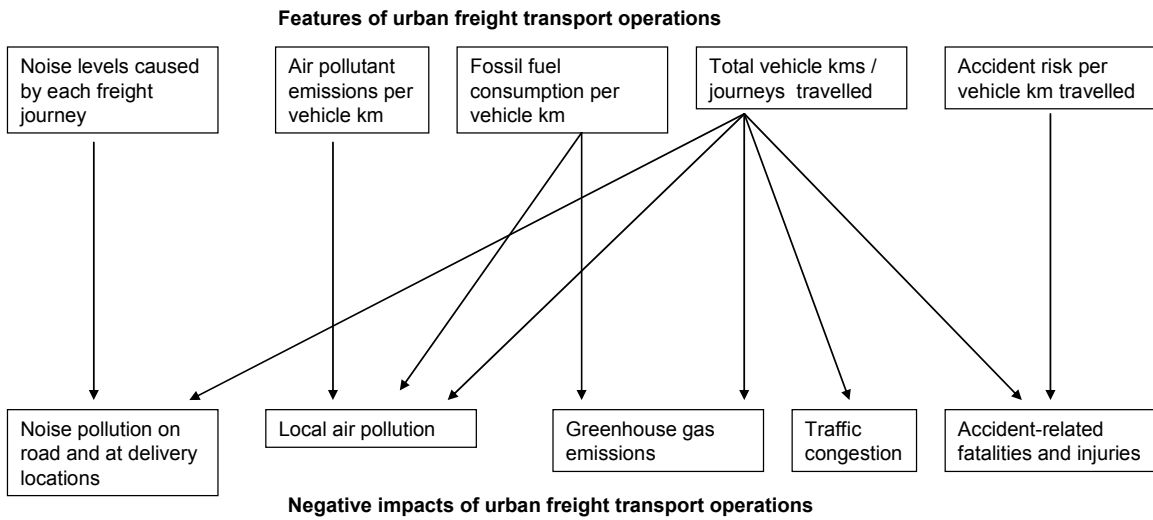 Features of urban freight transport operations
Noise levels caused
by each freight
journey
Air pollutant
emissions per
vehicle km
Fossil fuel
consumption per
vehicle km
Total vehicle kms /
journeys travelled
Accident risk per
vehicle km travelled
Noise pollution on
road and at delivery
locations
Local air pollution
Greenhouse gas
emissions
Traffic
congestion
Accident-related
fatalities and injuries
Negative impacts of urban freight transport operations